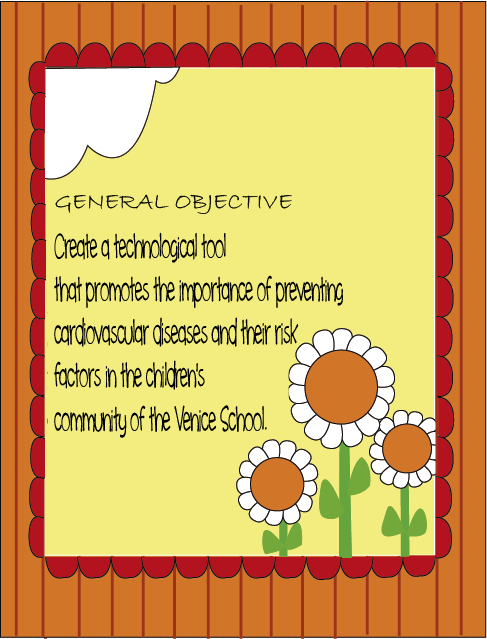 GENERAL OBJECTIVE
Create a technological tool
that promotes the importance of preventing
cardiovascular diseases and their risk
factors in the children's
community of the Venice School.